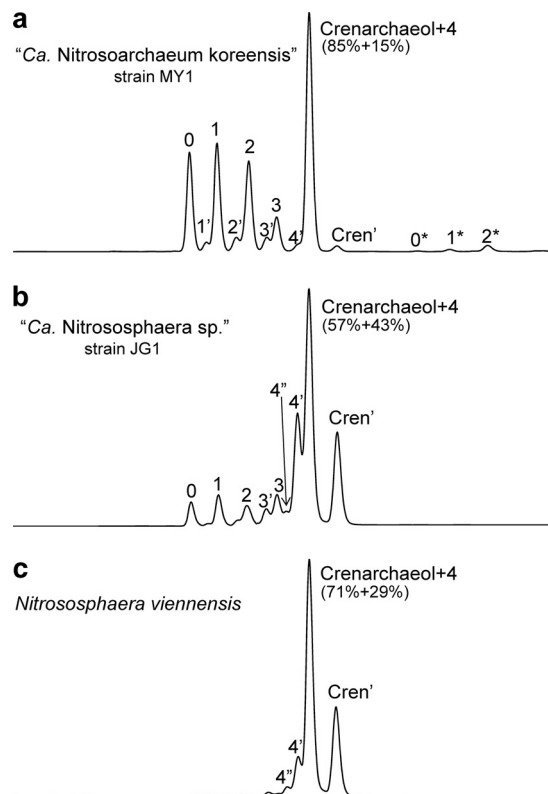 a
"Ca. Nitrosoarchaeum koreensis"
strain MY1
Crenarchaeol+4
(85%+15%)
0
1'
1
2'
2
3'
3
4'
Cren'
0*
1*
2*
b
"Ca. Nitrososphaera sp."
strain JG1
Crenarchaeol+4
(57%+43%)
0
1
2
3'
3
4"
4'
Cren'
c
Nitrososphaera viennensis
Crenarchaeol+4
(71%+29%)
4"
4'
Cren'